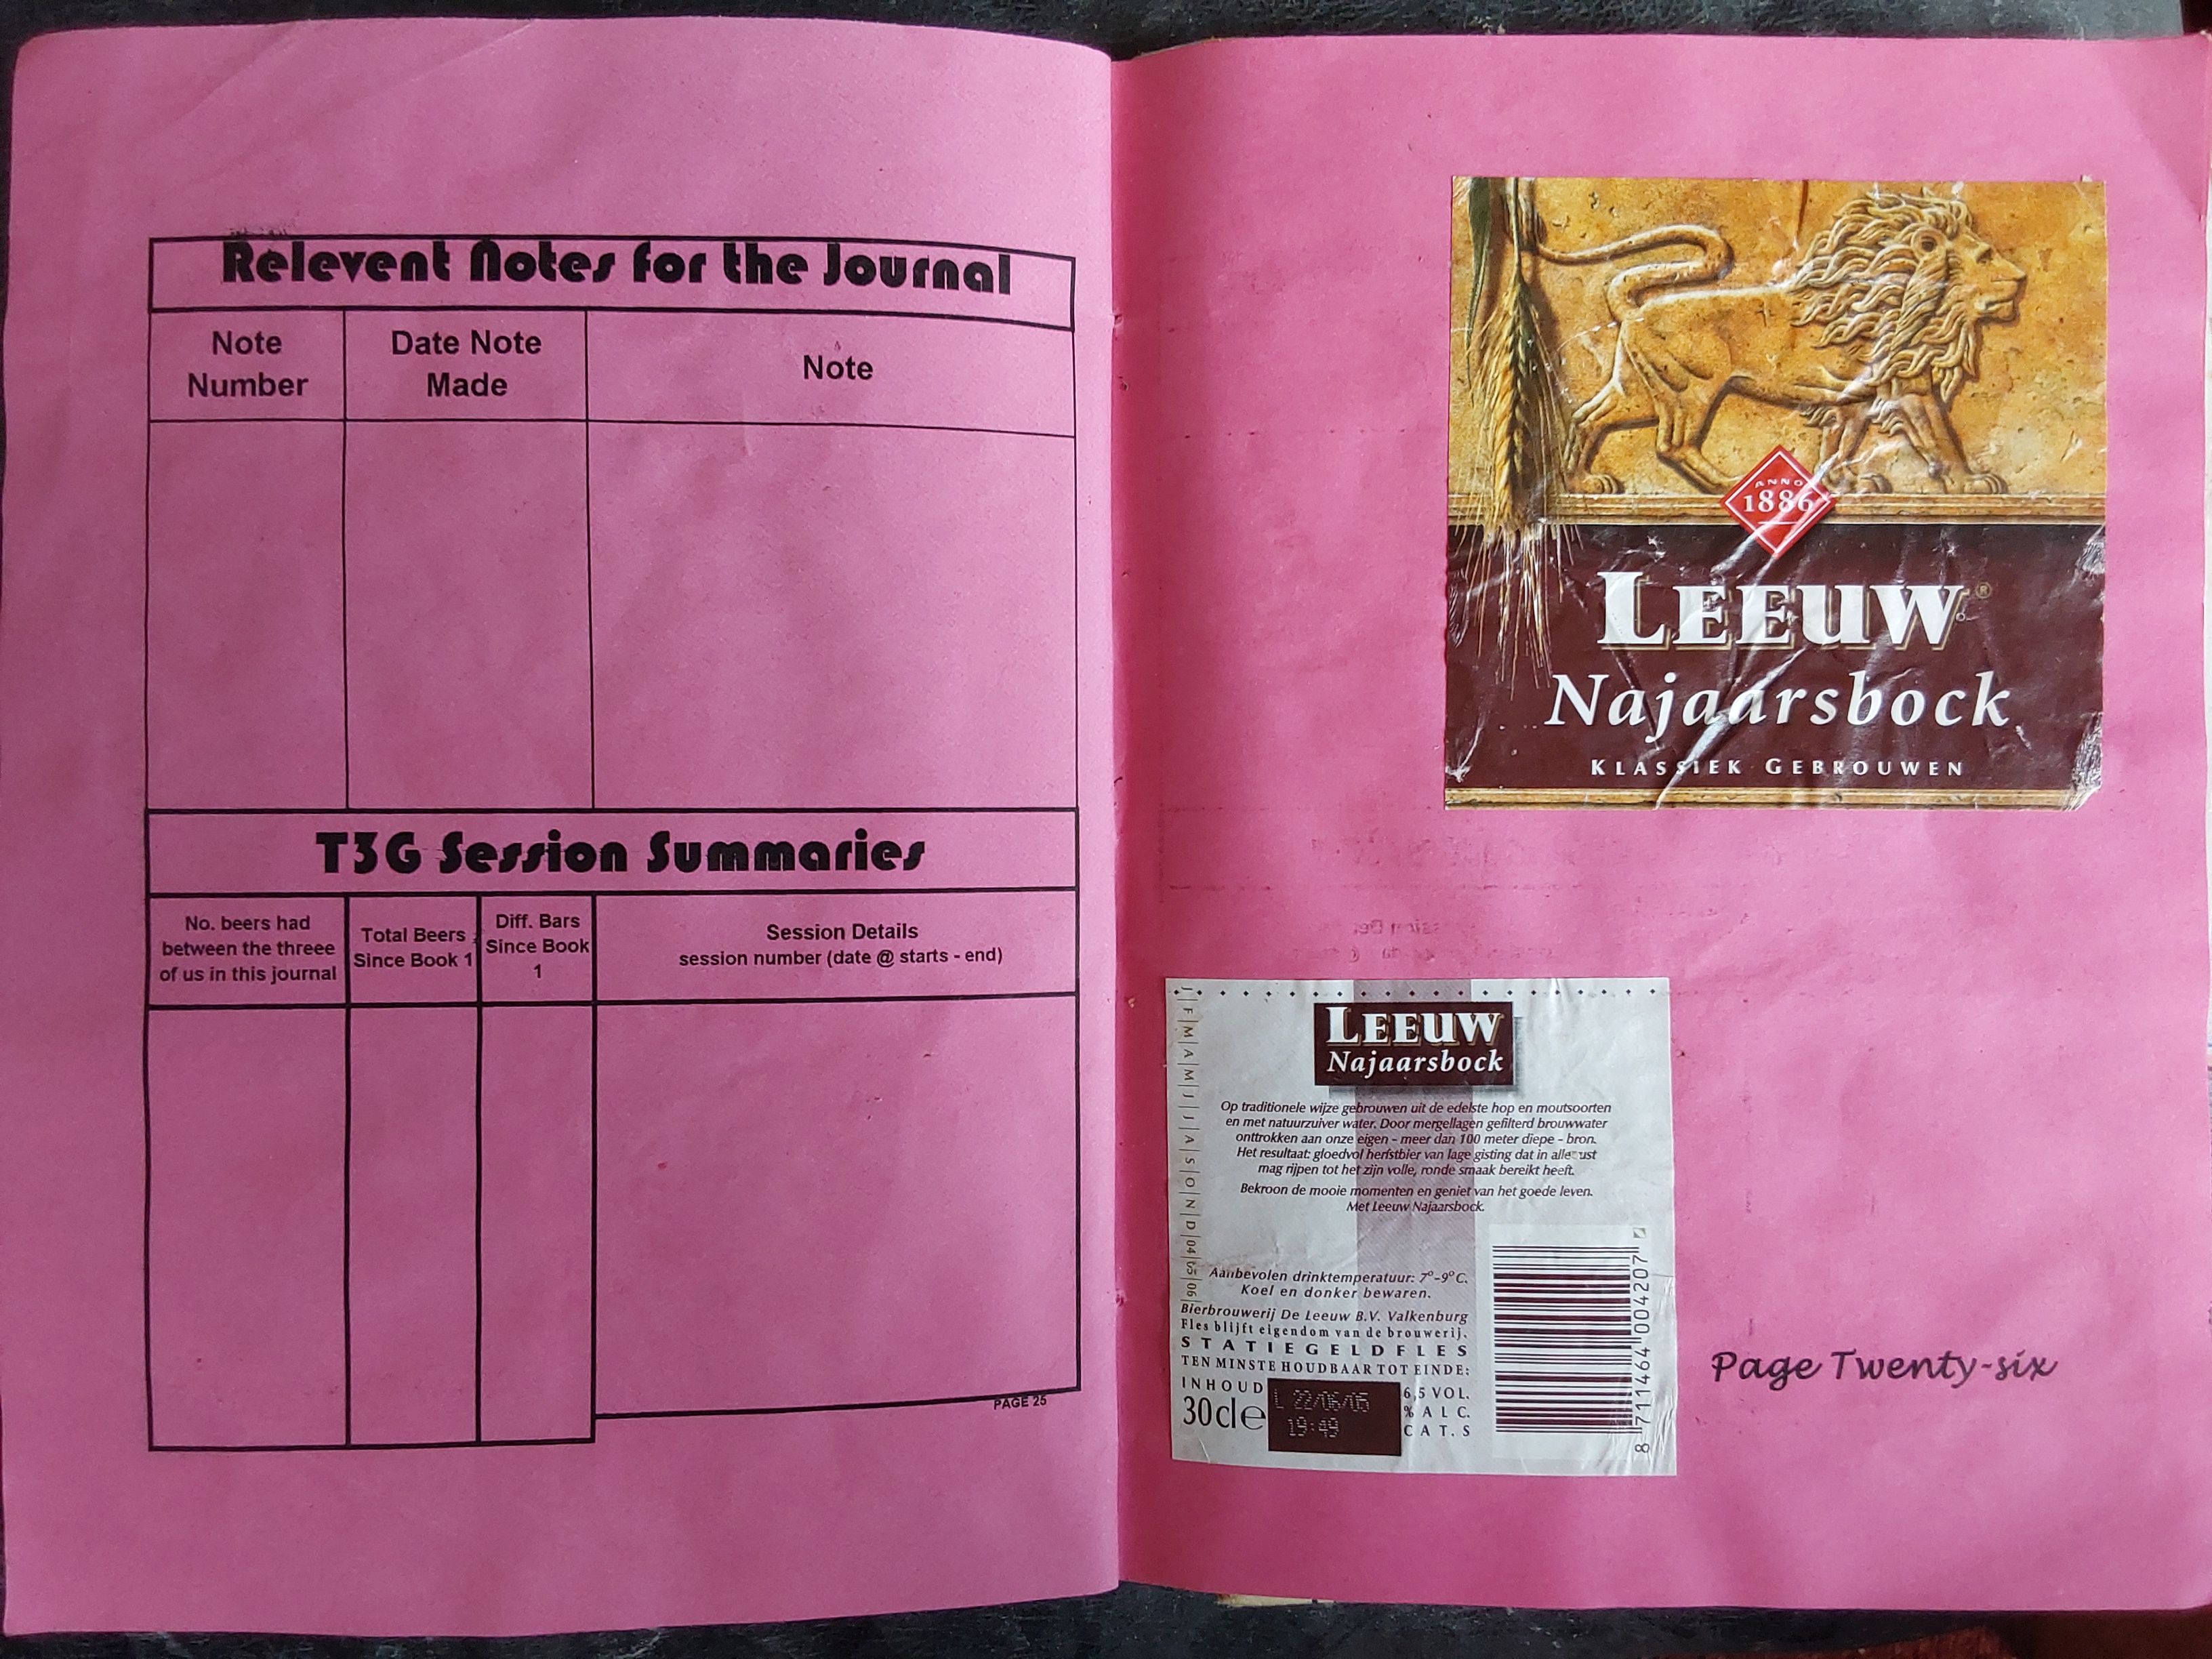 Relevent Notes for the Journal
Note Number
Date Note Made
Note
T3G Session Summaries
No. beers had
between the threee
of us in this journal
Total Beers
Since Book 1
Diff. Bars
Since Book
1
Session Details
session number (date @ starts - end)
PAGE 25
ANNO
1886
LEEUW®
Najaarsbock
KLASSIEK GEBROUWEN
J F M A M J J A S O N D 04 05 06
LEEUW
Najaarsbock
Op traditionele wijze gebrouwen uit de edelste hop en moutsoorten
en met natuurzuiver water. Door mergellagen gefilterd brouwwater
onttrokken aan onze eigen - meer dan 100 meter diepe - bron.
Het resultaat: gloedvol herfstbier van lage gisting dat in alle
mag rijpen tot het zijn volle, ronde smaak bereikt heeft.
Bekroon de mooie momenten en geniet van het goede leven.
Met Leeuw Najaarsbock.
Aanbevolen drinktemperatuur: 7°-9°C.
Koel en donker bewaren.
Bierbrouwerij De Leeuw B.V. Valkenburg
Fles blijft eigendom van de brouwerij.
STATIEGELDFLES
TEN MINSTE HOUDBAAR TOT EINDE:
INHOUD
30cl e
L 22/06/05
19:49
6,5 VOL.
% ALC.
CAT. S
8 711464 004207
Page Twenty-six